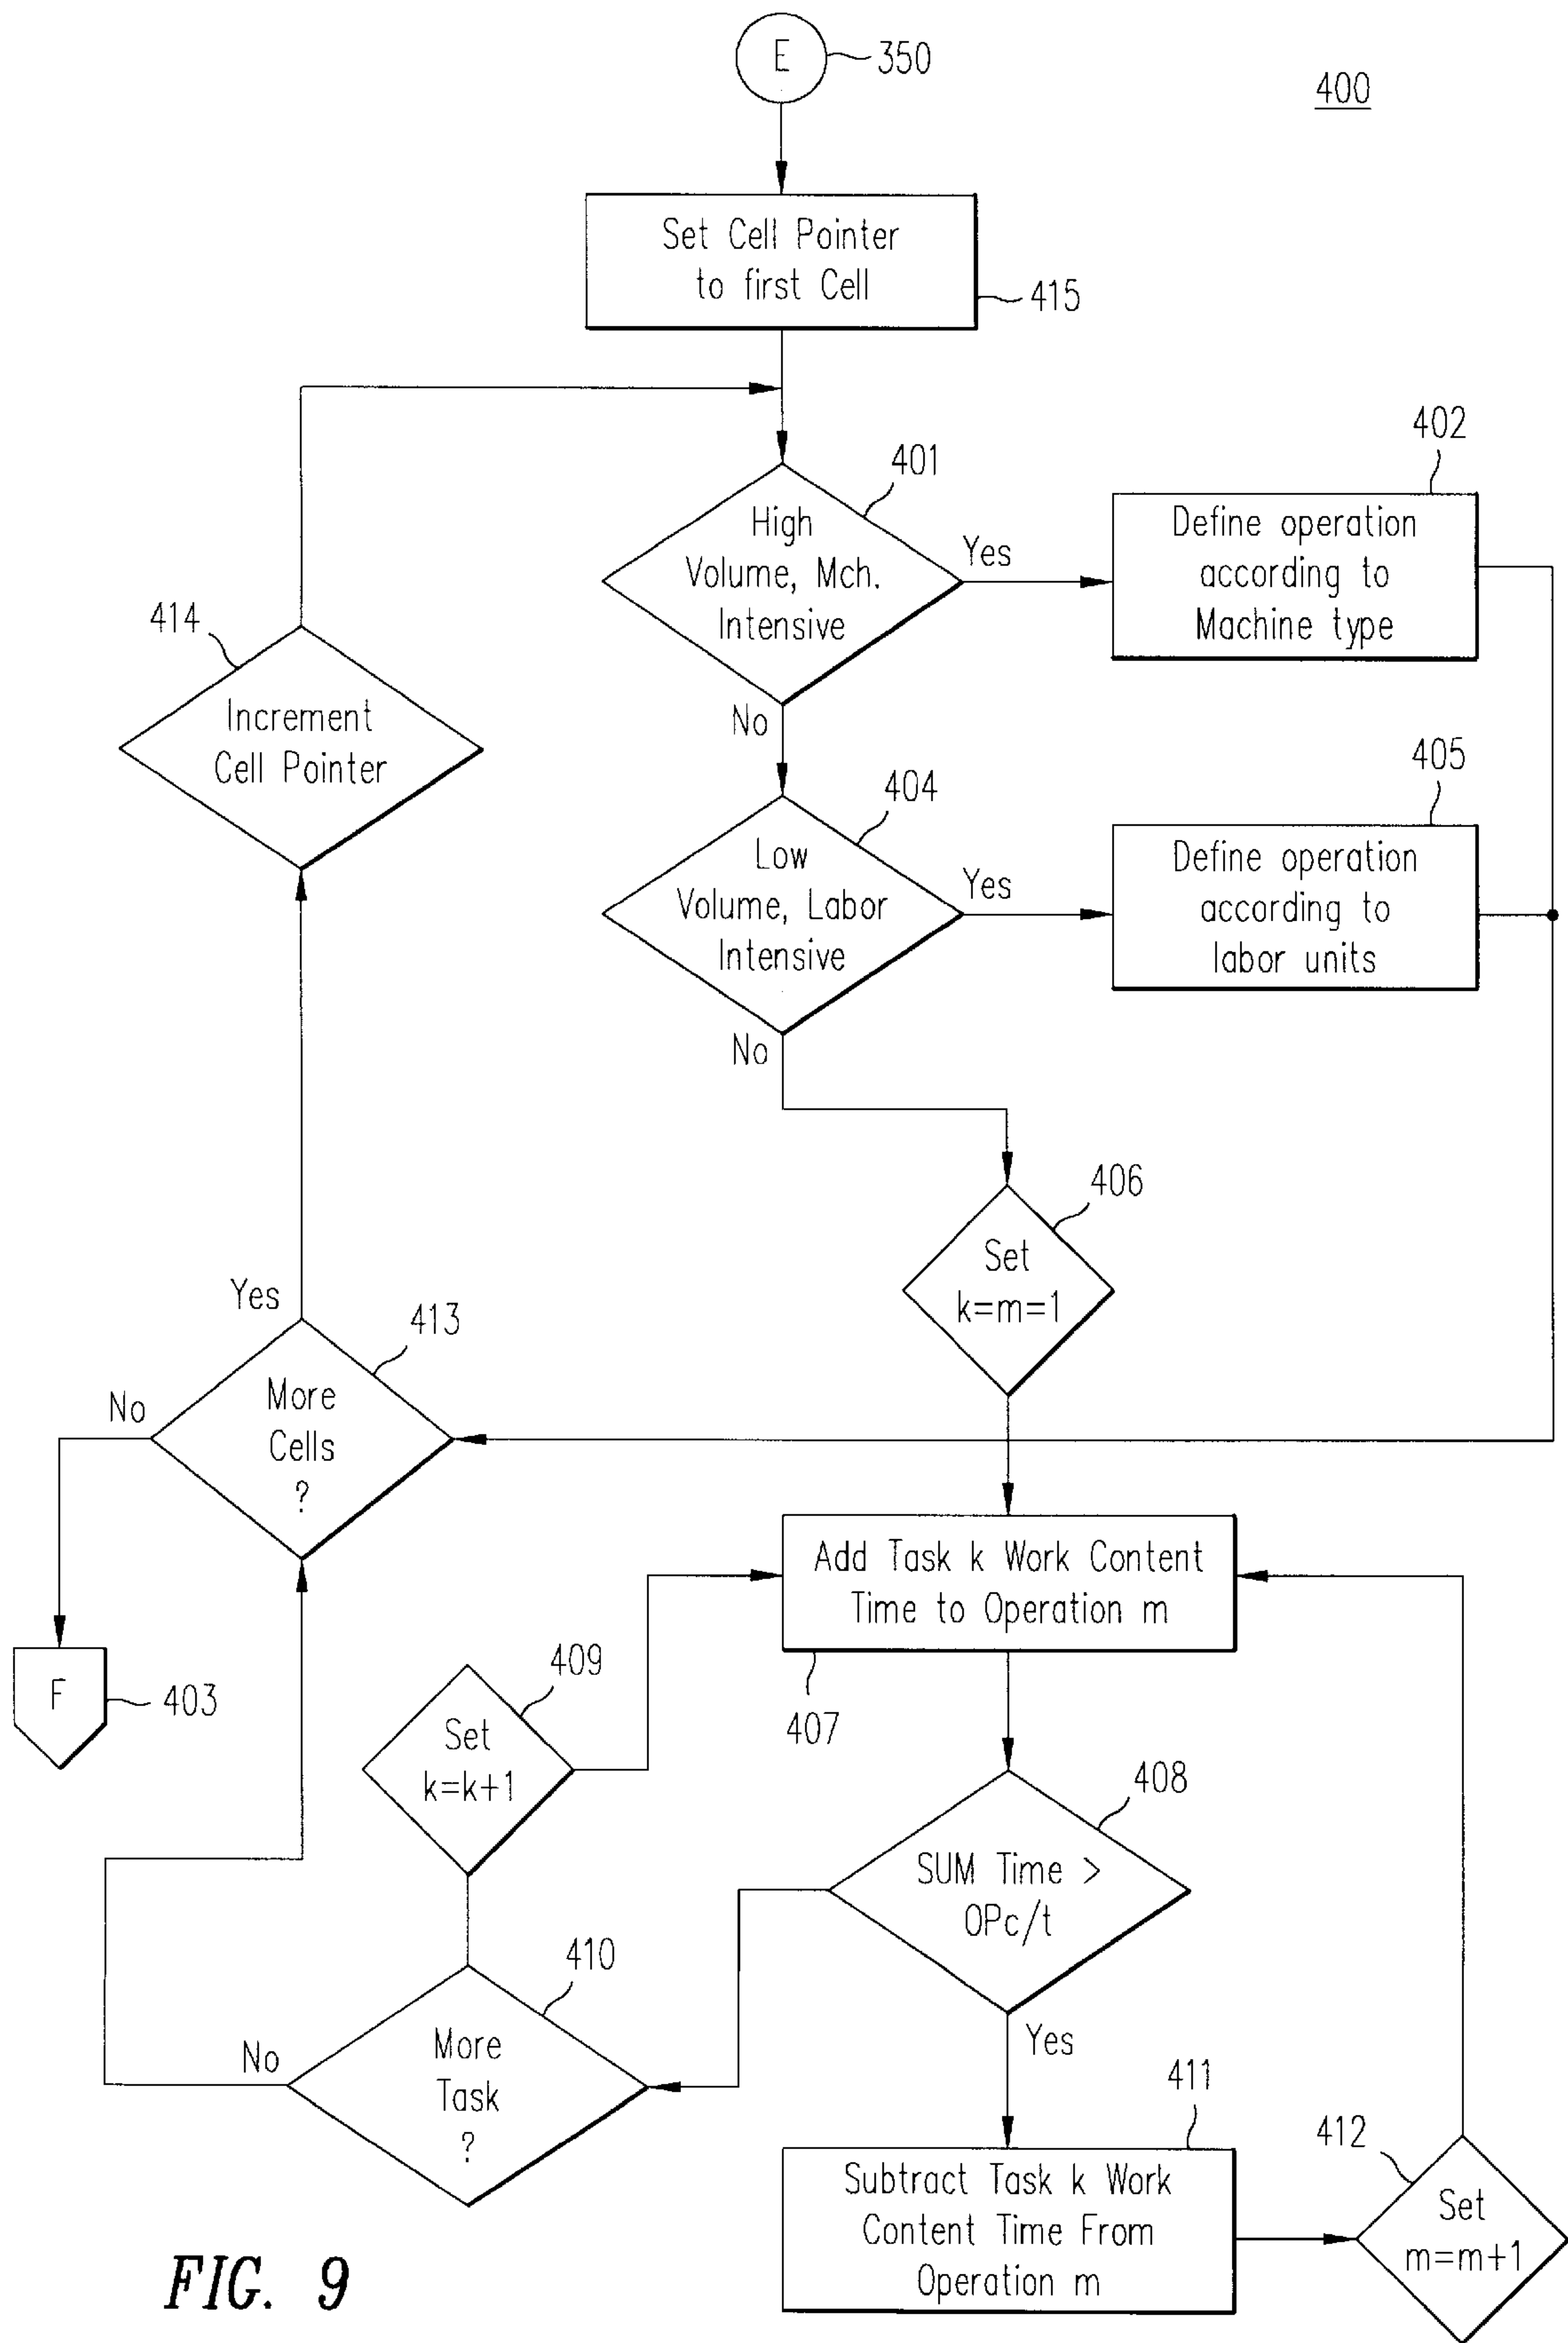 E
350
400
Set Cell Pointer
to first Cell
415
402
401
High
Volume, Mch.
Intensive
Yes
Define operation
according to
Machine type
414
Increment
Cell Pointer
No
405
404
Low
Volume, Labor
Intensive
Yes
Define operation
according to
labor units
No
406
Set
k=m=1
Yes
413
More
Cells
?
No
Add Task k Work Content
Time to Operation m
407
F
403
409
Set
k=k+1
408
SUM Time >
OPc/t
410
More
Task
?
No
Yes
411
412
Subtract Task k Work
Content Time From
Operation m
Set
m=m+1
FIG. 9